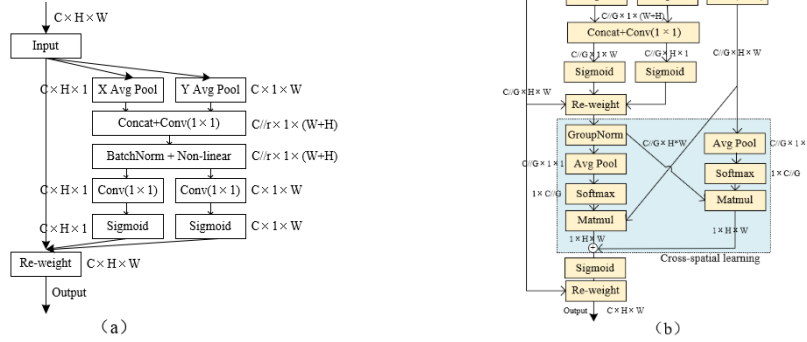 C×H×W
Input
C×H×1 X Avg Pool Y Avg Pool C×1×W
Concat+Conv(1×1) C//r×1×(W+H)
BatchNorm + Non-linear C//r×1×(W+H)
C×H×1 Conv(1×1) Conv(1×1) C×1×W
C×H×1 Sigmoid Sigmoid C×1×W
Re-weight C×H×W
Output
(a)
C//G×1×(W+H)
Concat+Conv(1×1)
C//G×1×W C//G×H×1 C//G×H×W
Sigmoid Sigmoid
C//G×H×W
Re-weight
GroupNorm C//G×H*W Avg Pool C//G×1×
C//G×1×1 Avg Pool
Softmax 1×C//G
1×C//G Softmax
Matmul
Matmul
1×H×W 1×H×W
+
Cross-spatial learning
Sigmoid
Re-weight
Output C×H×W
(b)